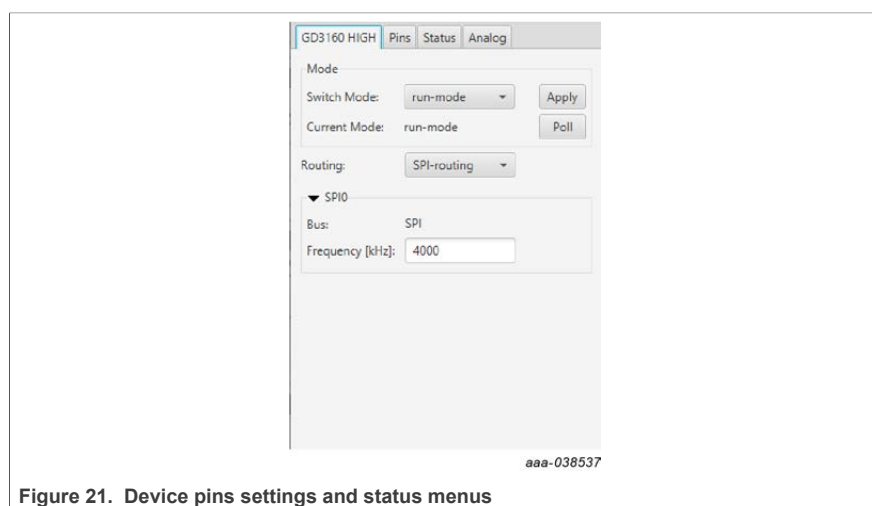 GD3160 HIGH Pins Status Analog
Mode
Switch Mode: run-mode Apply
Current Mode: run-mode Poll
Routing: SPI-routing
SPI0
Bus: SPI
Frequency [kHz]: 4000
aaa-038537
Figure 21. Device pins settings and status menus